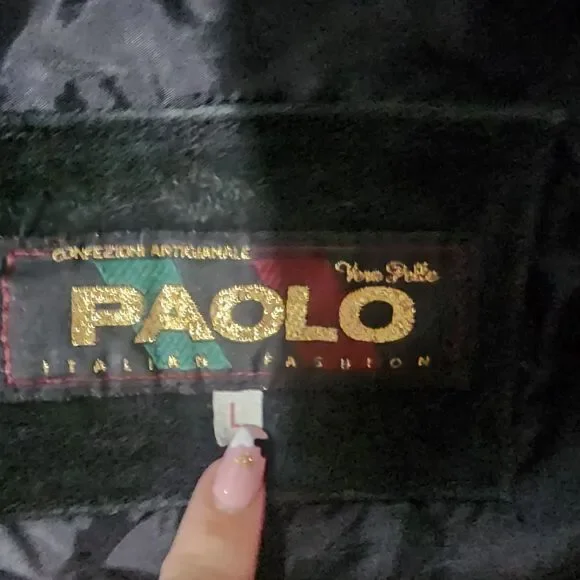 CONFEZIONI ARTIGIANALE
Vera Pelle
PAOLO
ITALIAN FASHION
L